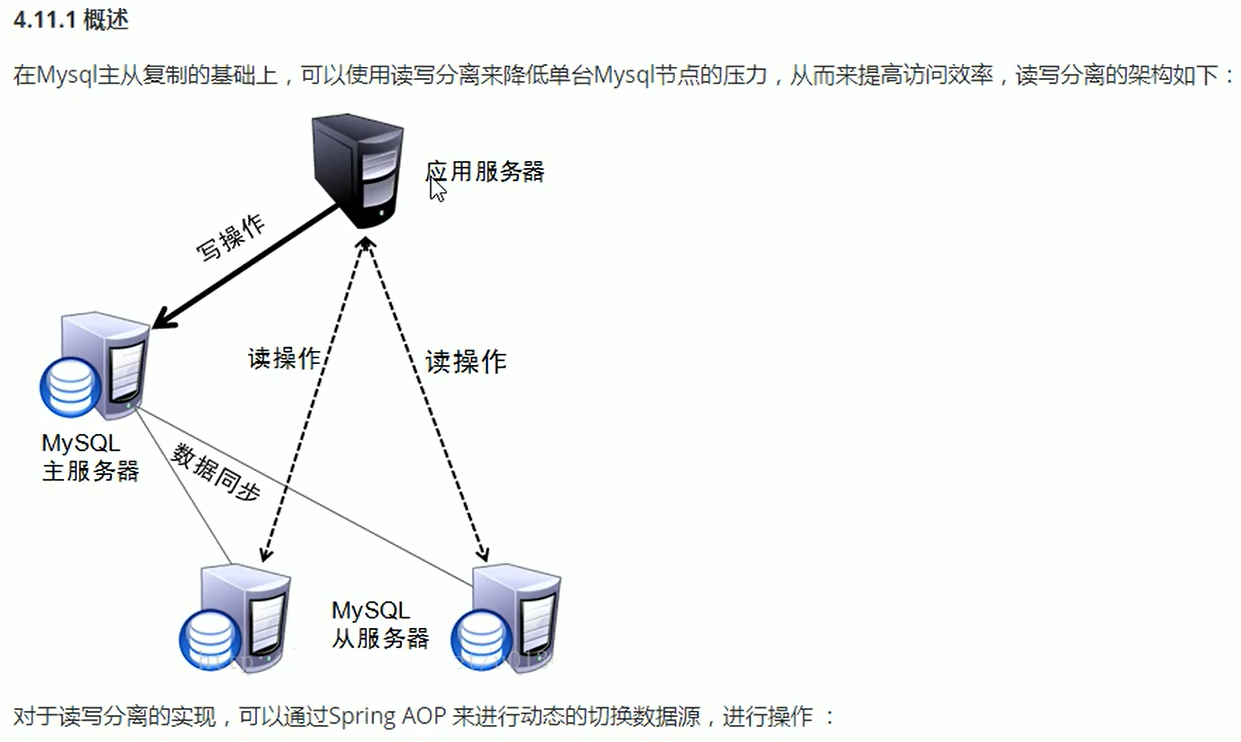 4.11.1 概述
在Mysql主从复制的基础上，可以使用读写分离来降低单台Mysql节点的压力，从而来提高访问效率，读写分离的架构如下：
应用服务器
写操作
读操作
读操作
MySQL
主服务器
数据同步
MySQL
从服务器
对于读写分离的实现，可以通过Spring AOP 来进行动态的切换数据源，进行操作 ：